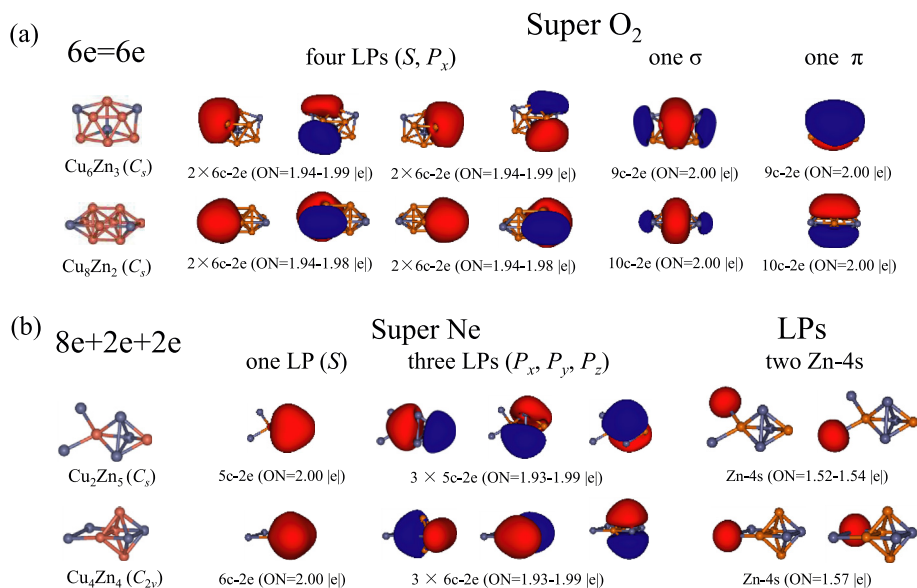 (a)
Super O₂
6e=6e
four LPs (S, Pₓ)
one σ
one π
Cu₆Zn₃ (Cₛ)
2×6c-2e (ON=1.94-1.99 |e|)
2×6c-2e (ON=1.94-1.99 |e|)
9c-2e (ON=2.00 |e|)
9c-2e (ON=2.00 |e|)
Cu₈Zn₂ (Cₛ)
2×6c-2e (ON=1.94-1.98 |e|)
2×6c-2e (ON=1.94-1.98 |e|)
10c-2e (ON=2.00 |e|)
10c-2e (ON=2.00 |e|)
(b)
Super Ne
LPs
8e+2e+2e
one LP (S)
three LPs (Pₓ, Pᵧ, P_z)
two Zn-4s
Cu₂Zn₅ (Cₛ)
5c-2e (ON=2.00 |e|)
3 × 5c-2e (ON=1.93-1.99 |e|)
Zn-4s (ON=1.52-1.54 |e|)
Cu₄Zn₄ (C₂ᵥ)
6c-2e (ON=2.00 |e|)
3 × 6c-2e (ON=1.93-1.99 |e|)
Zn-4s (ON=1.57 |e|)